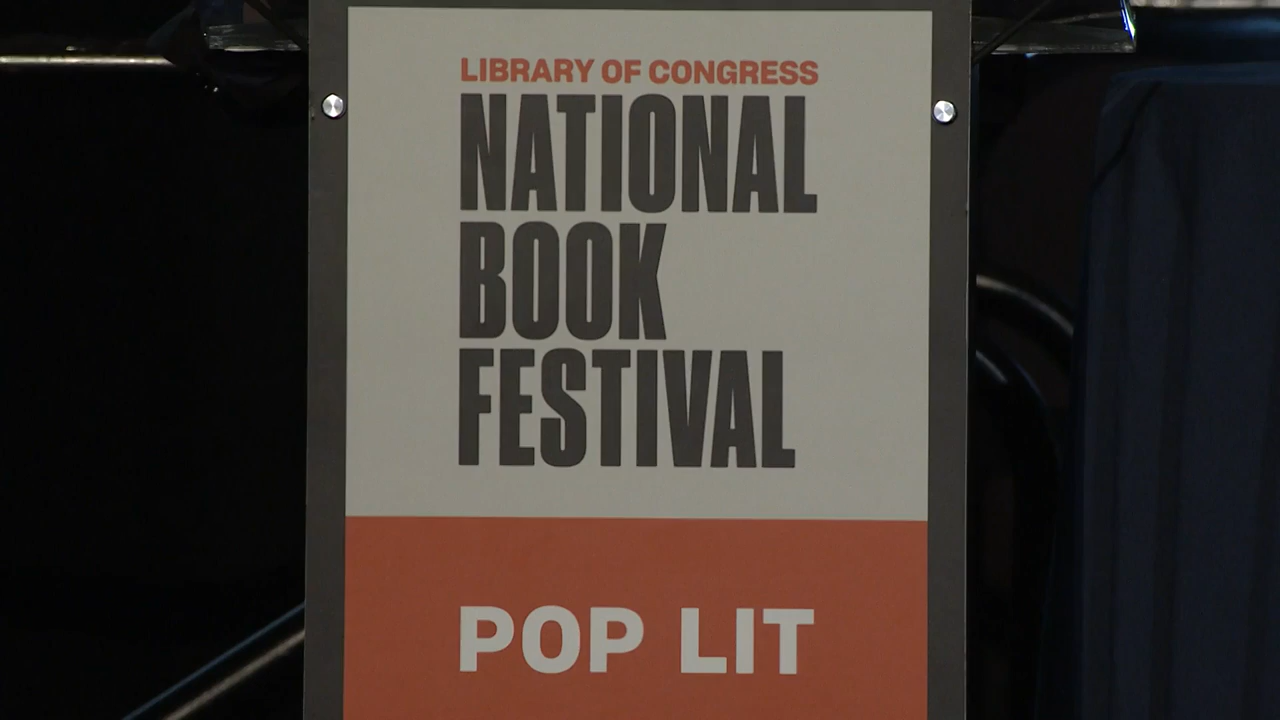 LIBRARY OF CONGRESS
NATIONAL
BOOK
FESTIVAL
POP LIT